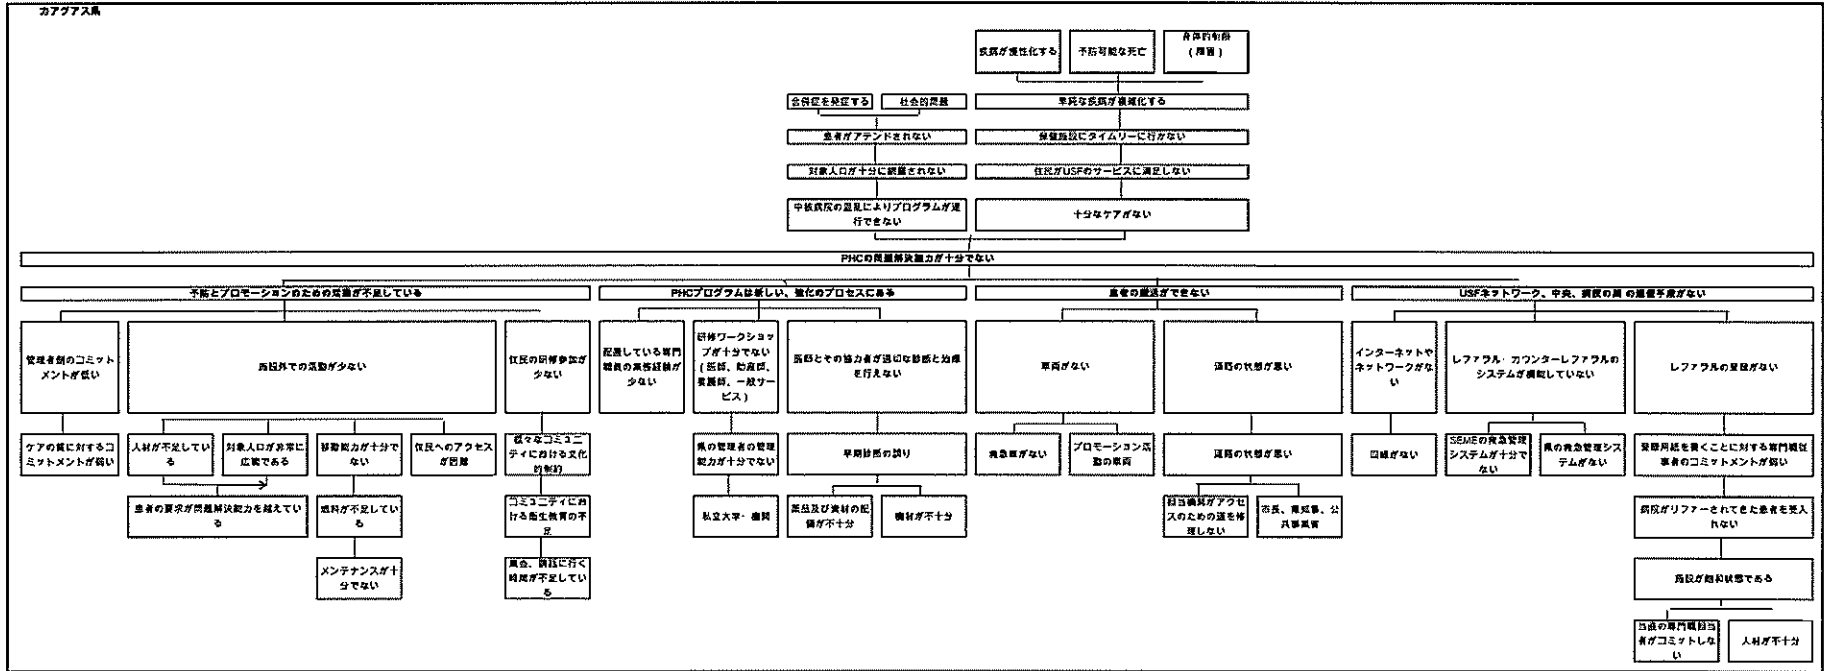 カアグアス県
疾病が慢性化する
予防可能な死亡
身体的制限
(障害)
合併症を発症する
社会的問題
単純な疾病が複雑化する
患者がアテンドされない
保健施設にタイムリーに行かない
対象人口が十分に網羅されない
住民がUSFのサービスに満足しない
中核病院の混乱によりプログラムが遂
行できない
十分なケアがない
PHCの問題解決能力が十分でない
予防とプロモーションのための活動が不足している
PHCプログラムは新しい、強化のプロセスにある
患者の搬送ができない
USFネットワーク、中央、病院の間 の通信手段がない
管理者側のコミット
メントが低い
施設外での活動が少ない
住民の研修参加が
少ない
配置している専門
職員の業務経験が
少ない
研修ワークショッ
プが十分でない
(医師、助産師、
看護師、一般サー
ビス)
医師とその協力者が適切な診断と治療
を行えない
車両がない
道路の状態が悪い
インターネットや
ネットワークがな
い
レファラル・カウンターレファラルの
システムが機能していない
レファラルの登録がない
ケアの質に対するコ
ミットメントが弱い
人材が不足してい
る
対象人口が非常に
広範である
移動能力が十分で
ない
住民へのアクセス
が困難
様々なコミュニ
ティにおける文化
的制約
県の管理者の管理
能力が十分でない
早期診断の誤り
救急車がない
プロモーション活
動の車両
道路の状態が悪い
回線がない
SEMEの救急管理
システムが十分で
ない
県の救急管理シス
テムがない
登録用紙を書くことに対する専門職従
事者のコミットメントが弱い
患者の要求が問題解決能力を越えてい
る
燃料が不足してい
る
コミュニティにお
ける衛生教育の不
足
私立大学・機関
薬品及び資材の配
備が不十分
機材が不十分
担当機関がアクセ
スのための道を修
理しない
市長、県知事、公
共事業省
病院がリファーされてきた患者を受入
れない
メンテナンスが十
分でない
集会、講話に行く
時間が不足してい
る
施設が飽和状態である
当直の専門職担当
者がコミットしな
い
人材が不十分